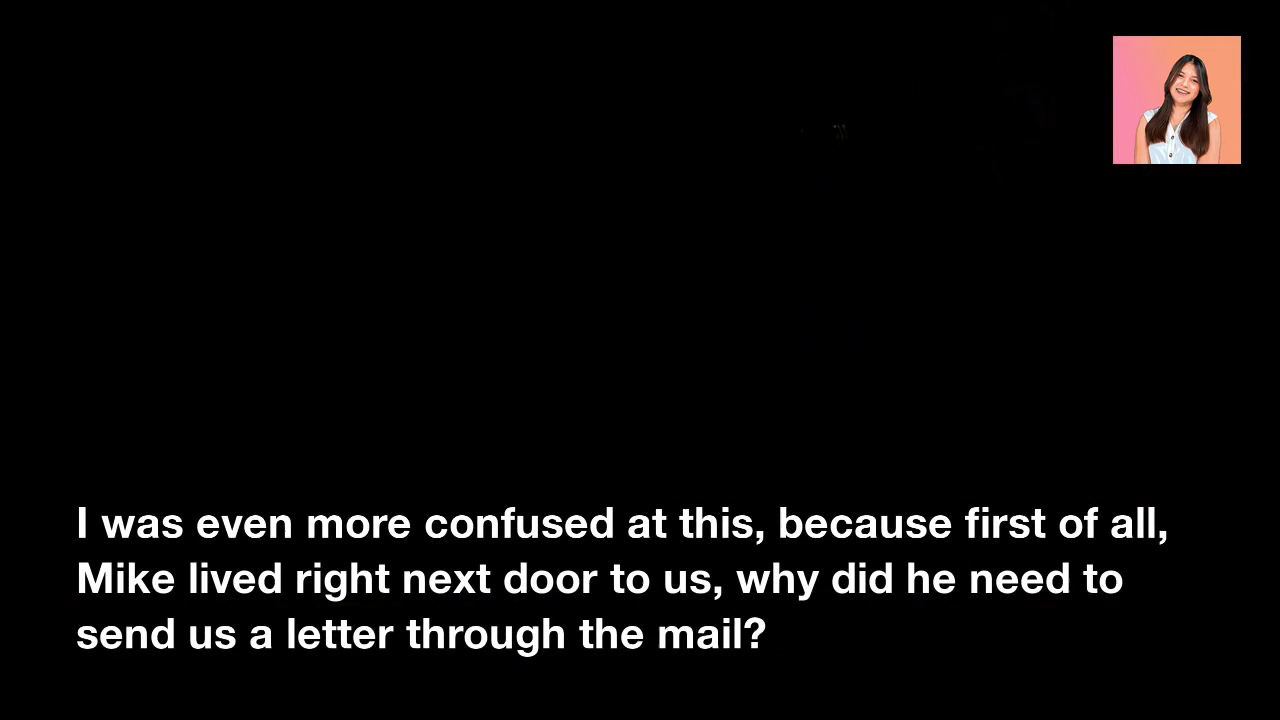 I was even more confused at this, because first of all,
Mike lived right next door to us, why did he need to
send us a letter through the mail?